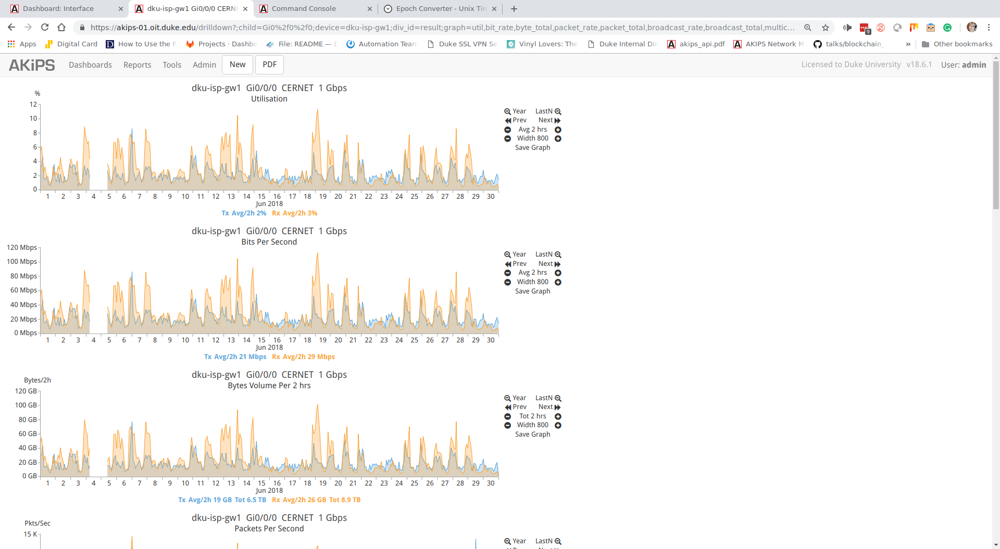 Dashboard: Interface
dku-isp-gw1 Gi0/0/0 CERN
Command Console
Epoch Converter - Unix Tim
https://akips-01.oit.duke.edu/drilldown?;child=Gi0%2f0%2f0;device=dku-isp-gw1;div_id=result;graph=util,bit_rate,byte_total,packet_rate,packet_total,broadcast_rate,broadcast_total,multic...
9
Apps Digital Card How to Use the P Projects · Dashbo File: README — Automation Team Duke SSL VPN Se Vinyl Lovers: The Duke Internal Di akips_api.pdf AKIPS Network M talks/blockchain_ » Other bookmarks
AKiPS Dashboards Reports Tools Admin New PDF Licensed to Duke University v18.6.1 User: admin
dku-isp-gw1 Gi0/0/0 CERNET 1 Gbps
Utilisation
%
12
10
8
6
4
2
0
1 2 3 4 5 6 7 8 9 10 11 12 13 14 15 16 17 18 19 20 21 22 23 24 25 26 27 28 29 30
Jun 2018
Tx Avg/2h 2% Rx Avg/2h 3%
Year LastN
Prev Next
Avg 2 hrs
Width 800
Save Graph
dku-isp-gw1 Gi0/0/0 CERNET 1 Gbps
Bits Per Second
120 Mbps
100 Mbps
80 Mbps
60 Mbps
40 Mbps
20 Mbps
0 Mbps
1 2 3 4 5 6 7 8 9 10 11 12 13 14 15 16 17 18 19 20 21 22 23 24 25 26 27 28 29 30
Jun 2018
Tx Avg/2h 21 Mbps Rx Avg/2h 29 Mbps
Year LastN
Prev Next
Avg 2 hrs
Width 800
Save Graph
dku-isp-gw1 Gi0/0/0 CERNET 1 Gbps
Bytes Volume Per 2 hrs
Bytes/2h
120 GB
100 GB
80 GB
60 GB
40 GB
20 GB
0 GB
1 2 3 4 5 6 7 8 9 10 11 12 13 14 15 16 17 18 19 20 21 22 23 24 25 26 27 28 29 30
Jun 2018
Tx Avg/2h 19 GB Tot 6.5 TB Rx Avg/2h 26 GB Tot 8.9 TB
Year LastN
Prev Next
Tot 2 hrs
Width 800
Save Graph
dku-isp-gw1 Gi0/0/0 CERNET 1 Gbps
Packets Per Second
Pkts/Sec
15 K
Year LastN